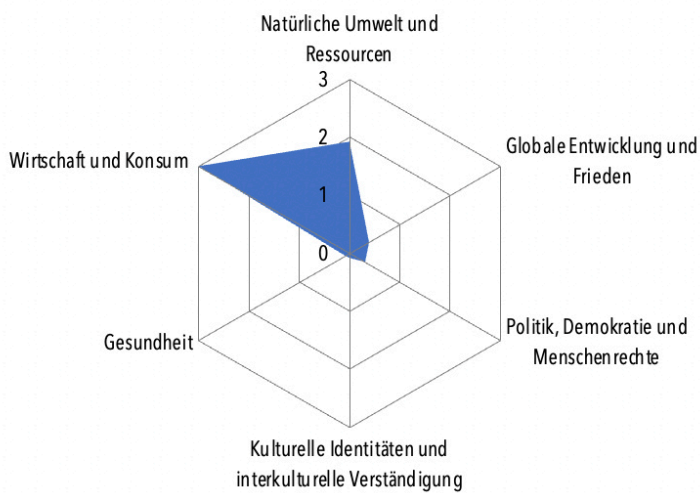 Natürliche Umwelt und
Ressourcen
3
2
1
0
Globale Entwicklung und
Frieden
Politik, Demokratie und
Menschenrechte
Kulturelle Identitäten und
interkulturelle Verständigung
Gesundheit
Wirtschaft und Konsum